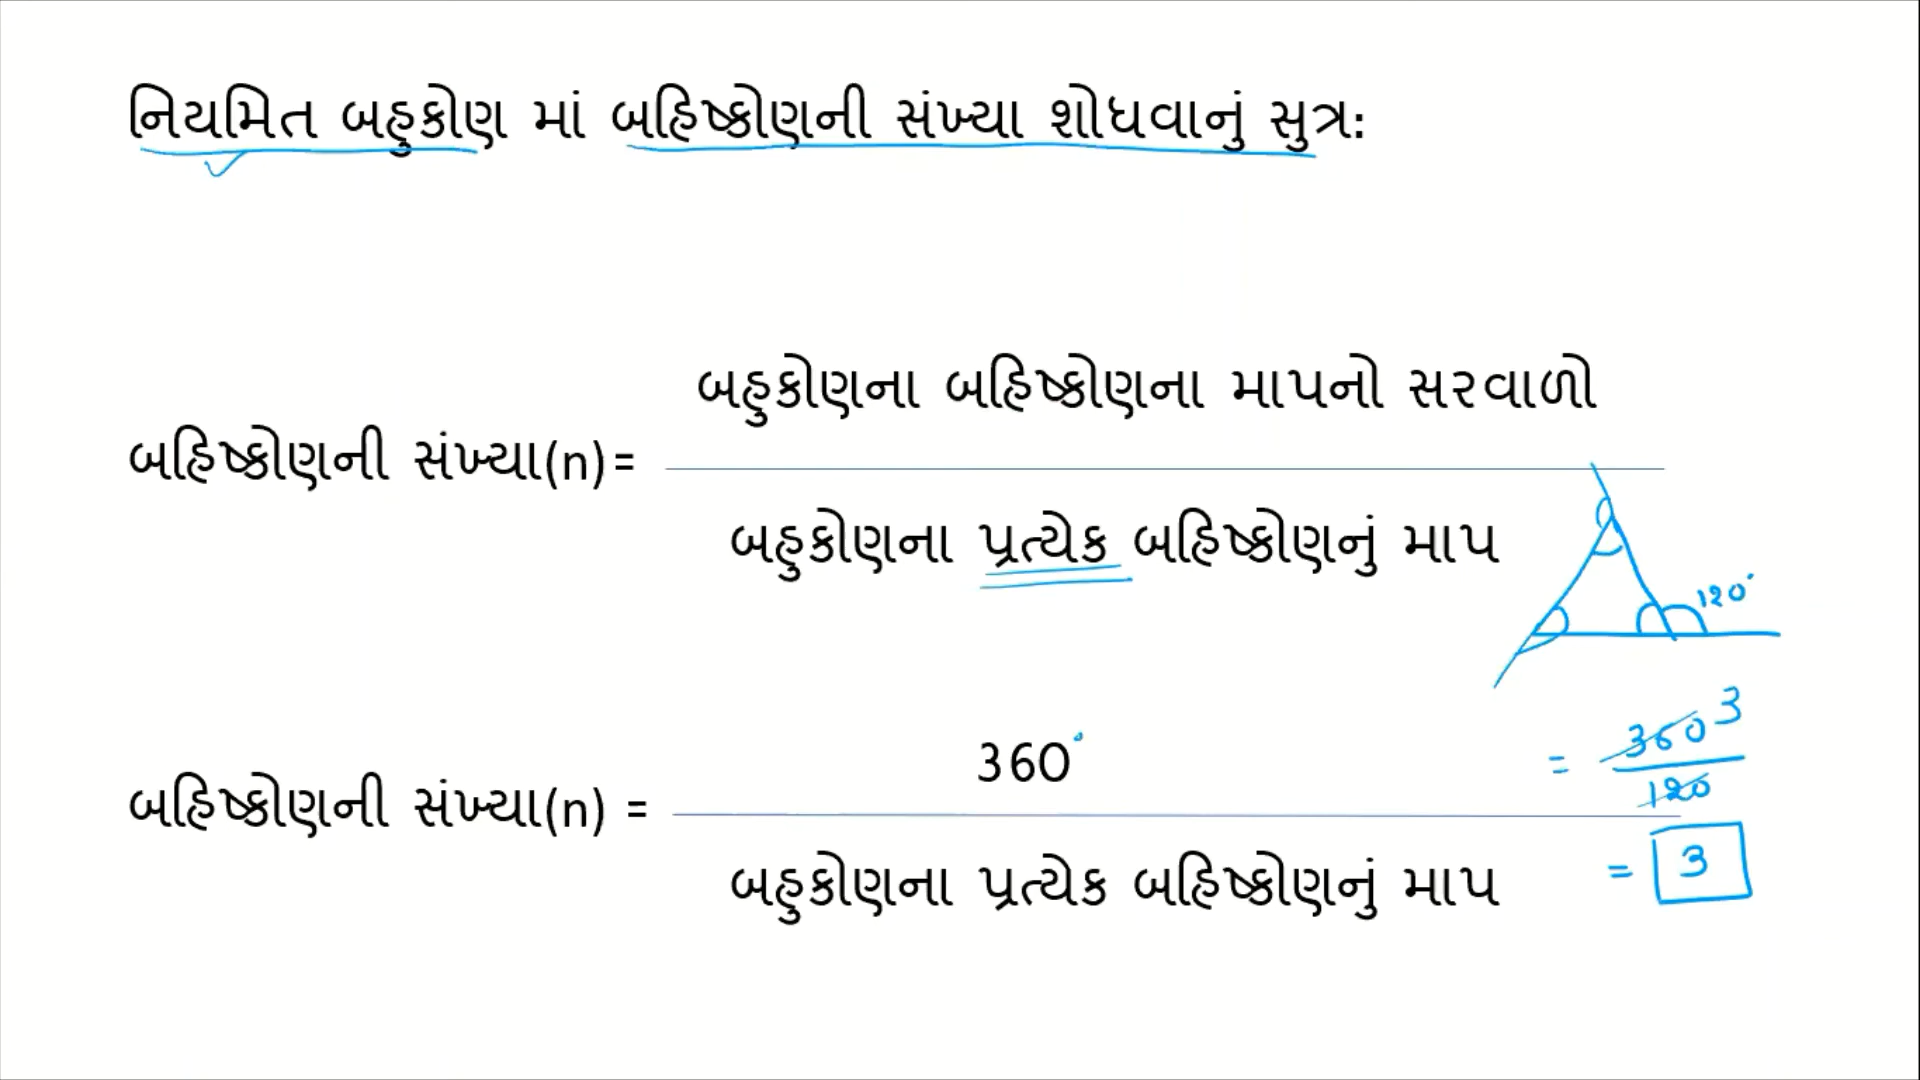 નિયમિત બહુકોણ માં બહિષ્કોણની સંખ્યા શોધવાનું સુત્ર:
બહુકોણના બહિષ્કોણના માપનો સરવાળો
બહિષ્કોણની સંખ્યા(n)=
બહુકોણના પ્રત્યેક બહિષ્કોણનું માપ
120°
360°
બહિષ્કોણની સંખ્યા(n) =
બહુકોણના પ્રત્યેક બહિષ્કોણનું માપ
= 360 3
120
= 3